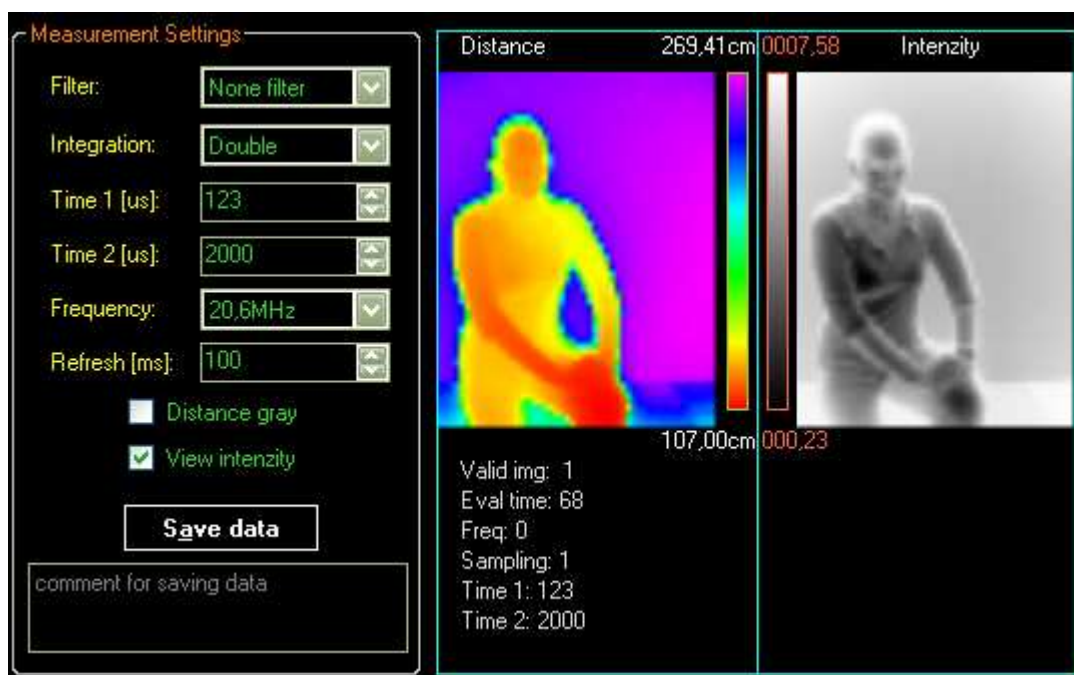 Measurement Settings
Filter: None filter
Integration: Double
Time 1 [us]: 123
Time 2 [us]: 2000
Frequency: 20,6MHz
Refresh [ms]: 100
Distance gray
View intenzity
Save data
comment for saving data
Distance 269,41cm
107,00cm
Valid img: 1
Eval time: 68
Freq: 0
Sampling: 1
Time 1: 123
Time 2: 2000
0007,58 Intenzity
000,23